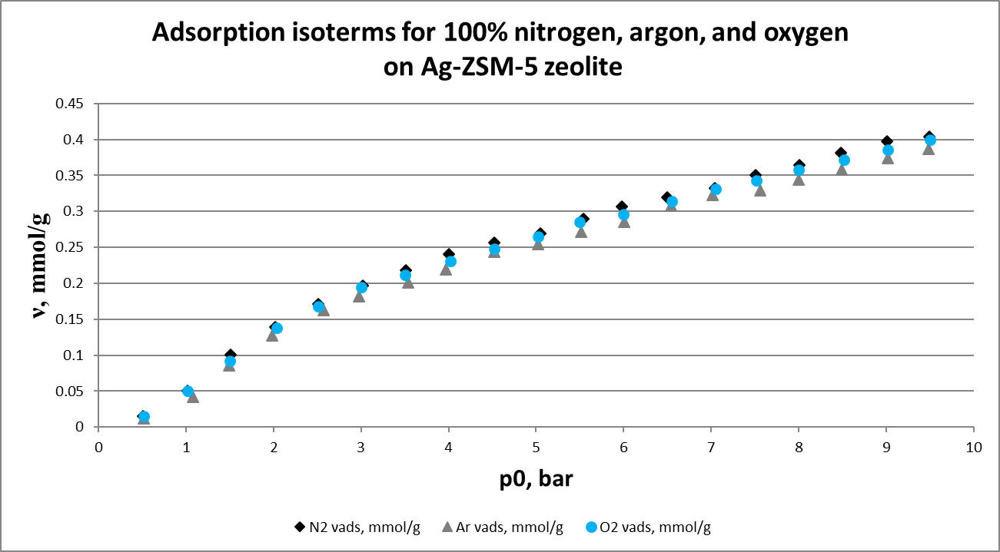 Adsorption isoterms for 100% nitrogen, argon, and oxygen
on Ag-ZSM-5 zeolite
v, mmol/g
0.45
0.4
0.35
0.3
0.25
0.2
0.15
0.1
0.05
0
0 1 2 3 4 5 6 7 8 9 10
p0, bar
N2 vads, mmol/g Ar vads, mmol/g O2 vads, mmol/g